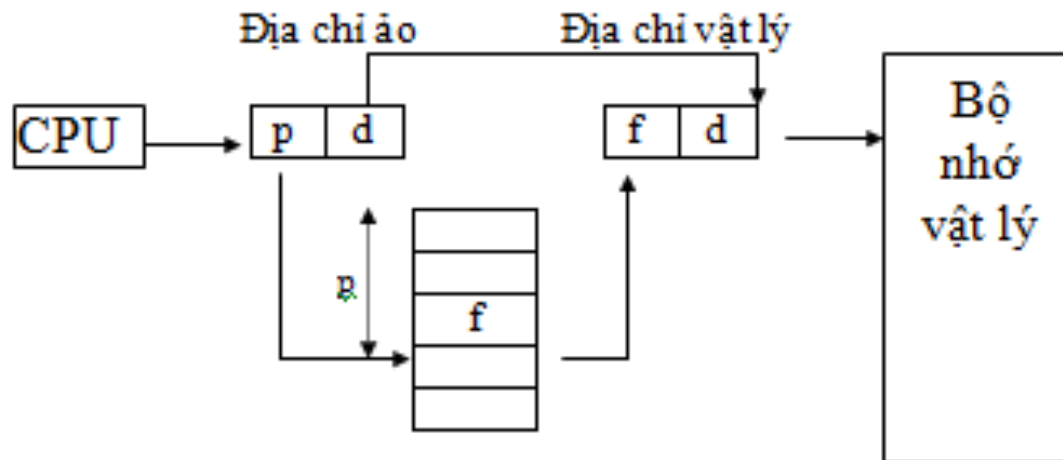 Địa chỉ ảo
Địa chỉ vật lý
CPU
p
d
f
d
Bộ
nhớ
vật lý
p
f